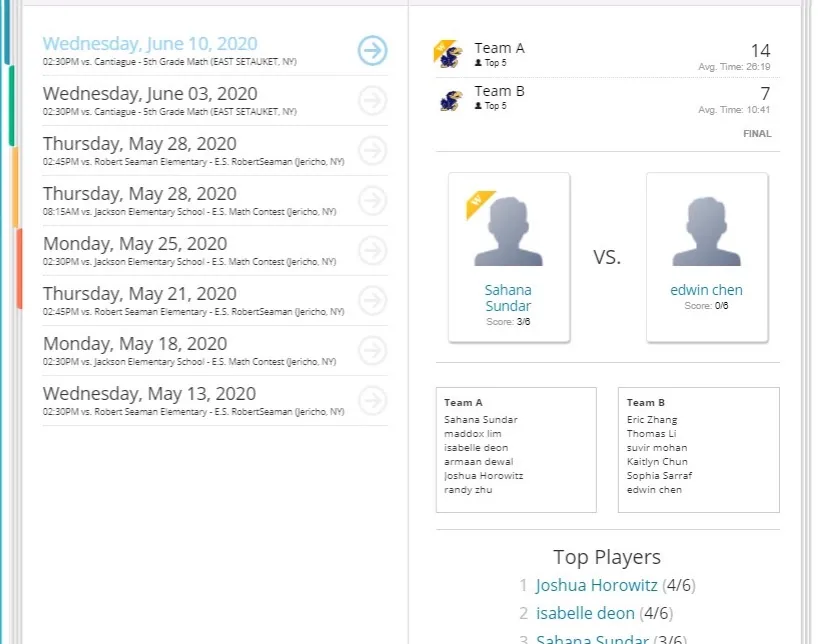 Wednesday, June 10, 2020
02:30PM vs. Cantiague - 5th Grade Math (EAST SETAUKET, NY)
Wednesday, June 03, 2020
02:30PM vs. Cantiague - 5th Grade Math (EAST SETAUKET, NY)
Thursday, May 28, 2020
02:45PM vs. Robert Seaman Elementary - E.S. RobertSeaman (Jericho, NY)
Thursday, May 28, 2020
08:15AM vs. Jackson Elementary School - E.S. Math Contest (Jericho, NY)
Monday, May 25, 2020
02:30PM vs. Jackson Elementary School - E.S. Math Contest (Jericho, NY)
Thursday, May 21, 2020
02:45PM vs. Robert Seaman Elementary - E.S. RobertSeaman (Jericho, NY)
Monday, May 18, 2020
02:30PM vs. Jackson Elementary School - E.S. Math Contest (Jericho, NY)
Wednesday, May 13, 2020
02:30PM vs. Robert Seaman Elementary - E.S. RobertSeaman (Jericho, NY)
W
Team A
Top 5
14
Avg. Time: 26:19
Team B
Top 5
7
Avg. Time: 10:41
FINAL
W
Sahana
Sundar
Score: 3/6
VS.
edwin chen
Score: 0/6
Team A
Sahana Sundar
maddox lim
isabelle deon
armaan dewal
Joshua Horowitz
randy zhu
Team B
Eric Zhang
Thomas Li
suvir mohan
Kaitlyn Chun
Sophia Sarraf
edwin chen
Top Players
1 Joshua Horowitz (4/6)
2 isabelle deon (4/6)
3 Sahana Sundar (3/6)